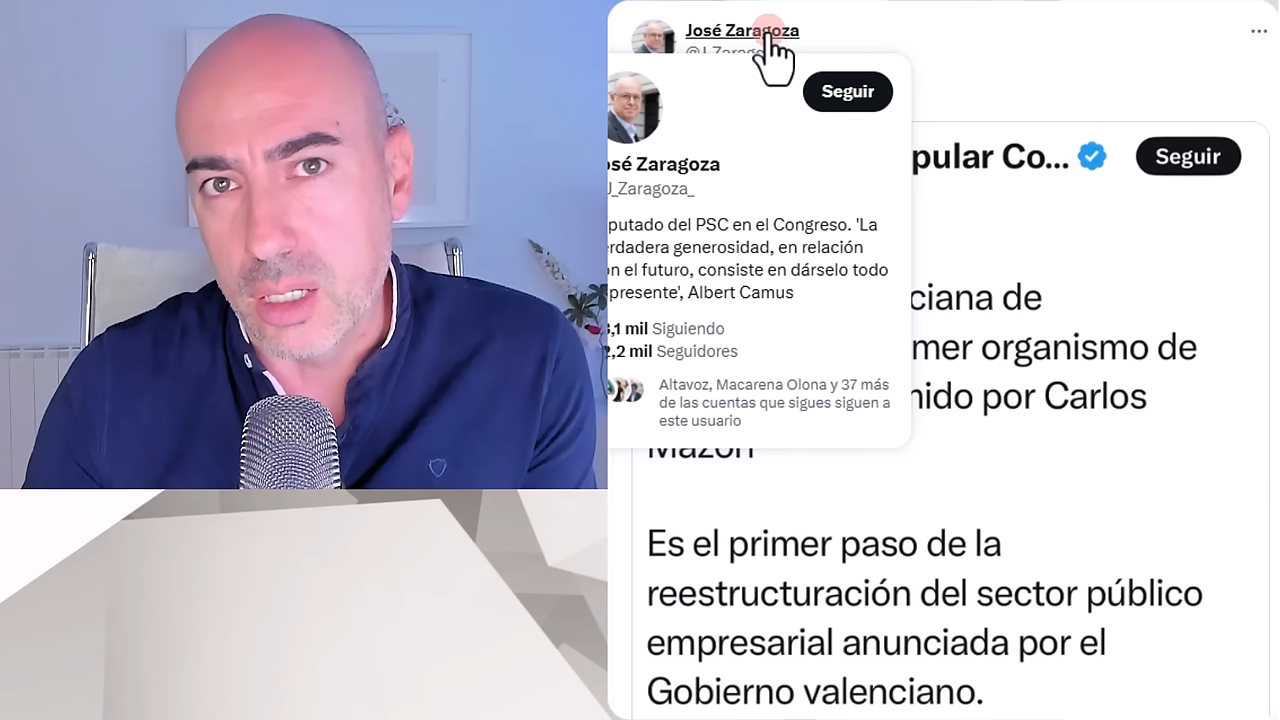 José Zaragoza
@J_Zarago
Seguir
osé Zaragoza
J_Zaragoza_
putado del PSC en el Congreso. 'La
erdadera generosidad, en relación
on el futuro, consiste en dárselo todo
presente', Albert Camus
3,1 mil Siguiendo
2,2 mil Seguidores
Altavoz, Macarena Olona y 37 más
de las cuentas que sigues siguen a
este usuario
pular Co...
Seguir
ciana de
mer organismo de
nido por Carlos
Mazón
Es el primer paso de la
reestructuración del sector público
empresarial anunciada por el
Gobierno valenciano.